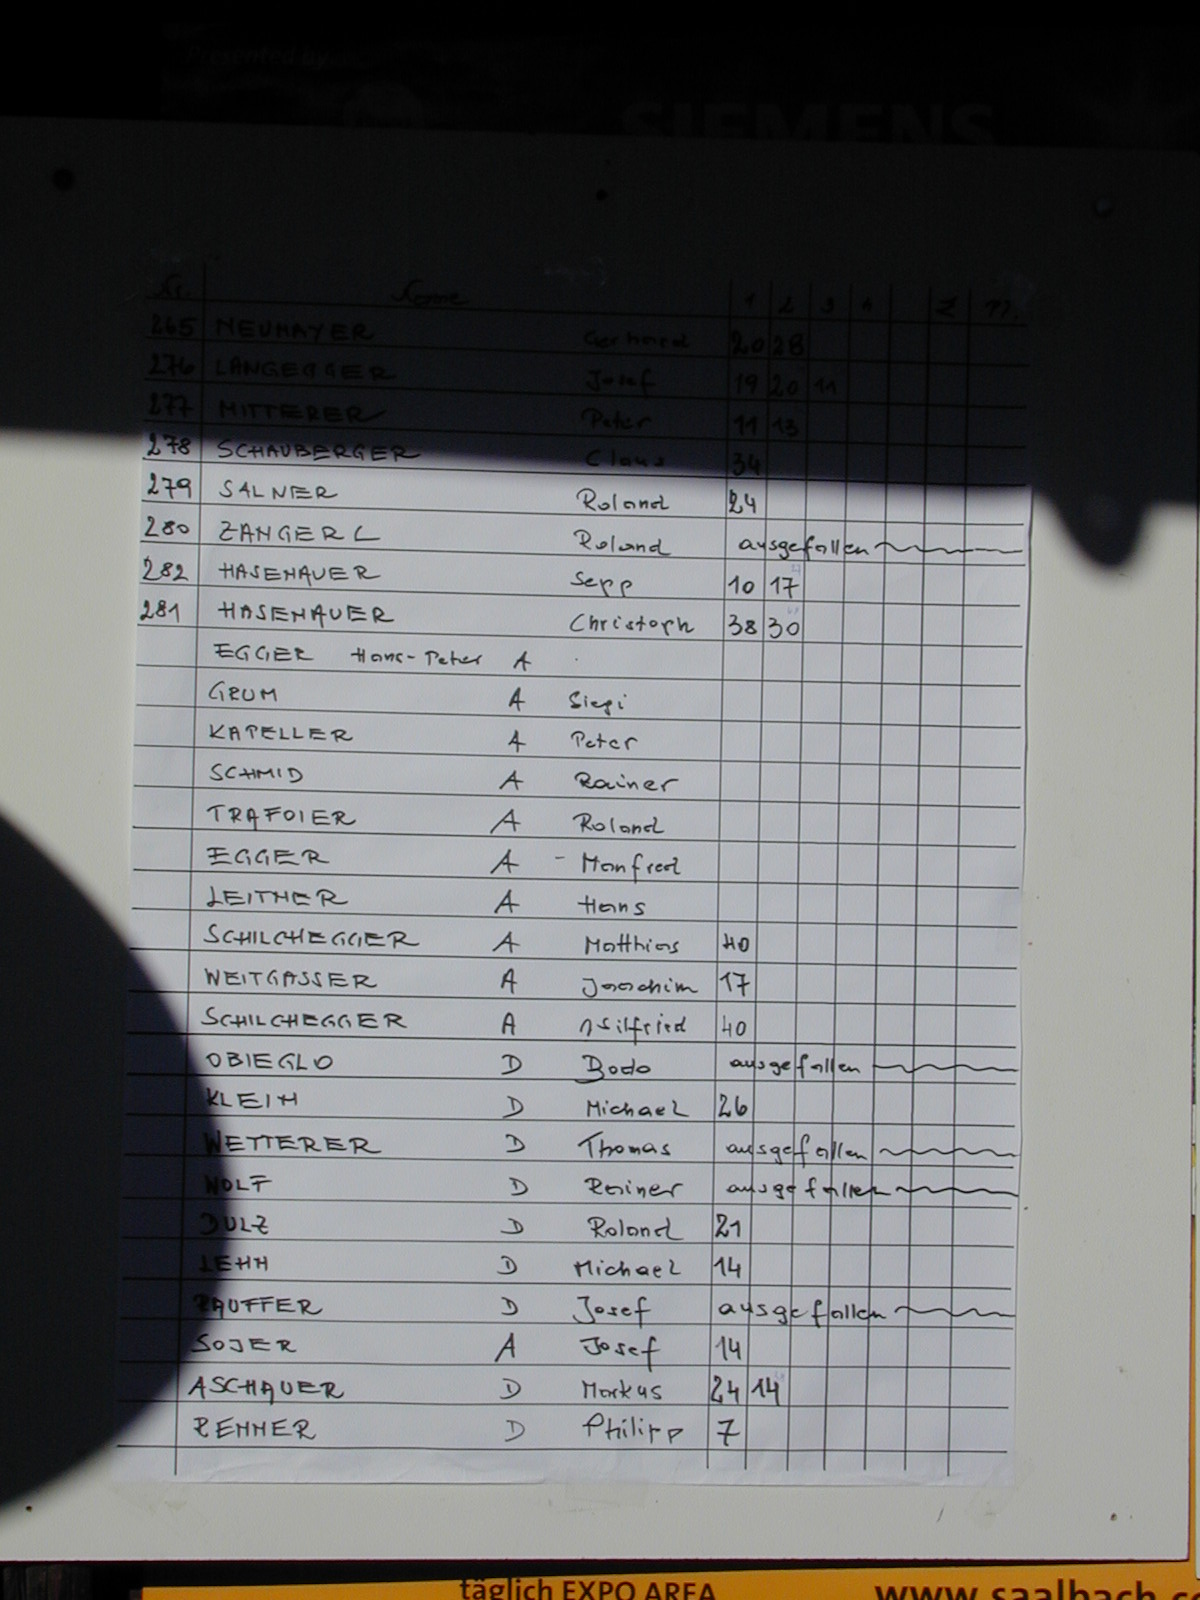 Presented by
SIEMENS
Nr. Name 1 2 3 4 Z
265 NEUMAYER Gerhard 20 28
276 LANGEGGER Josef 19 20 11
277 MITTERER Peter 11 13
278 SCHAUBERGER Claus 34
279 SALNER Roland 24
280 ZANGERL Roland ausgefallen
282 HASENAUER Sepp 10 17
281 HASENAUER Christoph 38 30
EGGER Hans-Peter A
GRUM A Siegi
KAPELLER A Peter
SCHMID A Rainer
TRAFOIER A Roland
EGGER A - Manfred
LEITNER A Hans
SCHILCHEGGER A Matthias 40
WEITGASSER A Joachim 17
SCHILCHEGGER A Wilfried 40
OBIEGLO D Bodo ausgefallen
KLEIN D Michael 26
WETTERER D Thomas ausgefallen
WOLF D Reiner ausgefallen
D Roland 21
LEHN D Michael 14
RAUFFER D Josef ausgefallen
SOJER A Josef 14
ASCHAUER D Markus 24 14
RENNER D Philipp 7
täglich EXPO AREA www.saalbach.c